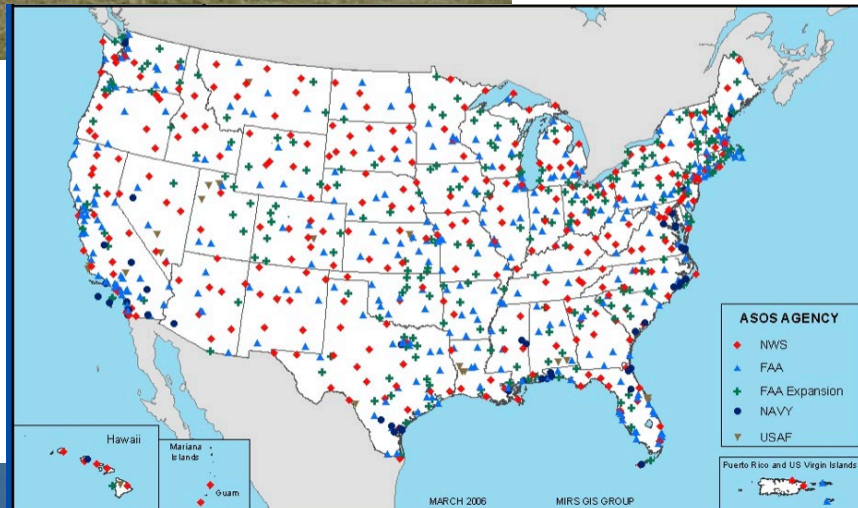 ASOS AGENCY
NWS
FAA
FAA Expansion
NAVY
USAF
Hawaii
Mariana
Islands
Guam
Puerto Rico and US Virgin Islands
MARCH 2006 MIRS GIS GROUP